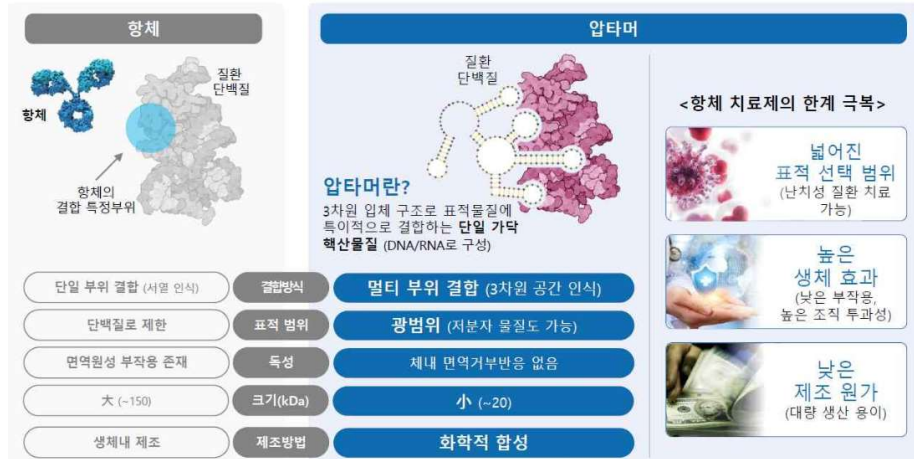 항체
질환
단백질
항체
항체의
결합 특정부위
압타머
질환
단백질
압타머란?
3차원 입체 구조로 표적물질에
특이적으로 결합하는 단일 가닥
핵산물질 (DNA/RNA로 구성)
<항체 치료제의 한계 극복>
넓어진
표적 선택 범위
(난치성 질환 치료
가능)
높은
생체 효과
(낮은 부작용,
높은 조직 투과성)
낮은
제조 원가
(대량 생산 용이)
단일 부위 결합 (서열 인식) 결합방식 멀티 부위 결합 (3차원 공간 인식)
단백질로 제한 표적 범위 광범위 (저분자 물질도 가능)
면역원성 부작용 존재 독성 체내 면역거부반응 없음
大 (~150) 크기(kDa) 小 (~20)
생체내 제조 제조방법 화학적 합성